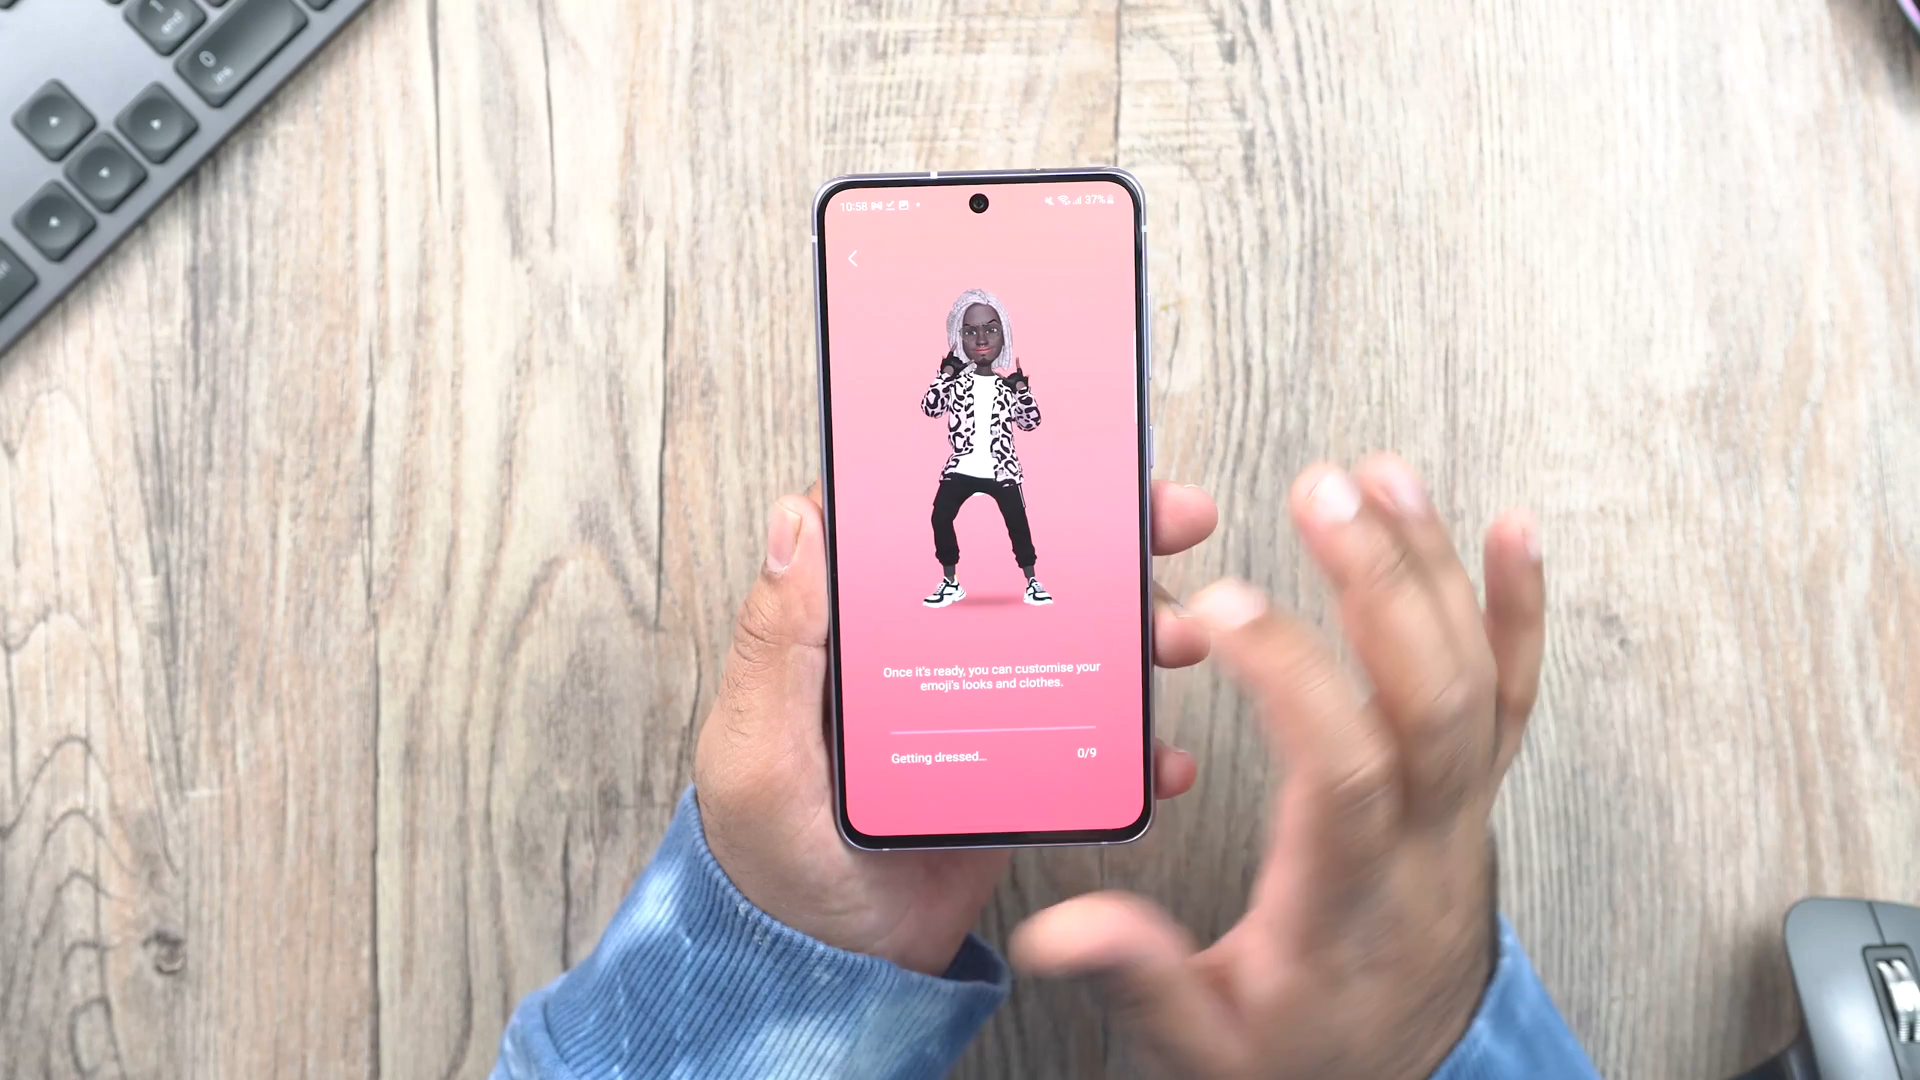 10:58
37%
Once it's ready, you can customise your
emoji's looks and clothes.
Getting dressed...
0/9